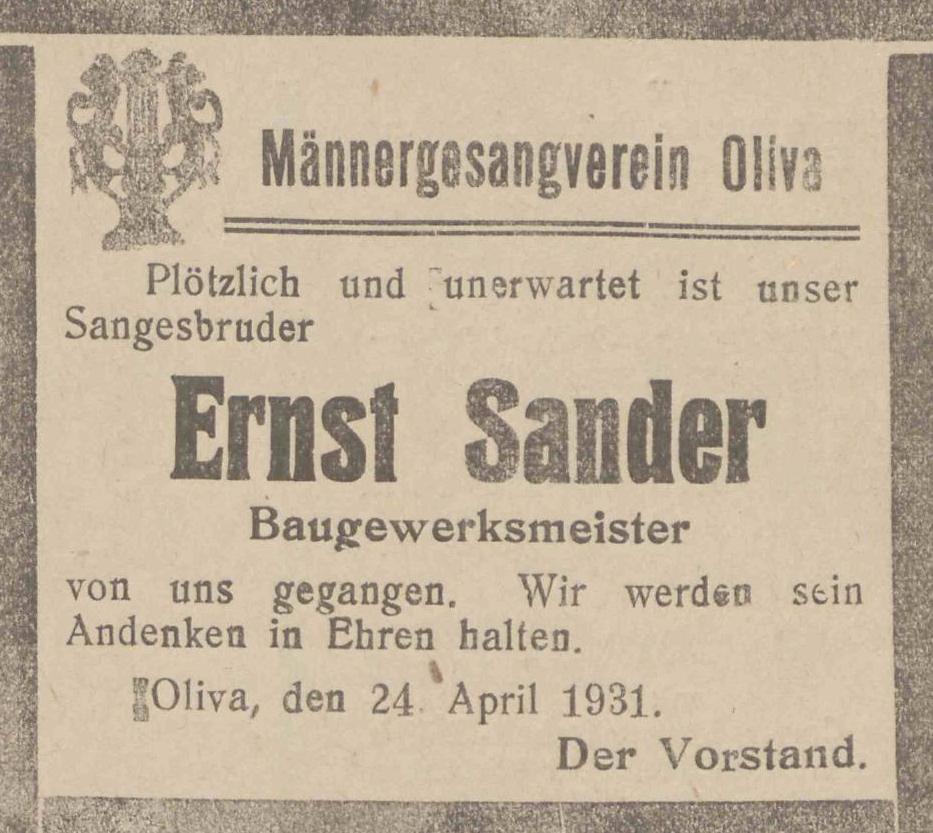 Männergesangverein Oliva
Plötzlich und unerwartet ist unser
Sangesbruder
Ernst Sander
Baugewerksmeister
von uns gegangen. Wir werden sein
Andenken in Ehren halten.
Oliva, den 24. April 1931.
Der Vorstand.